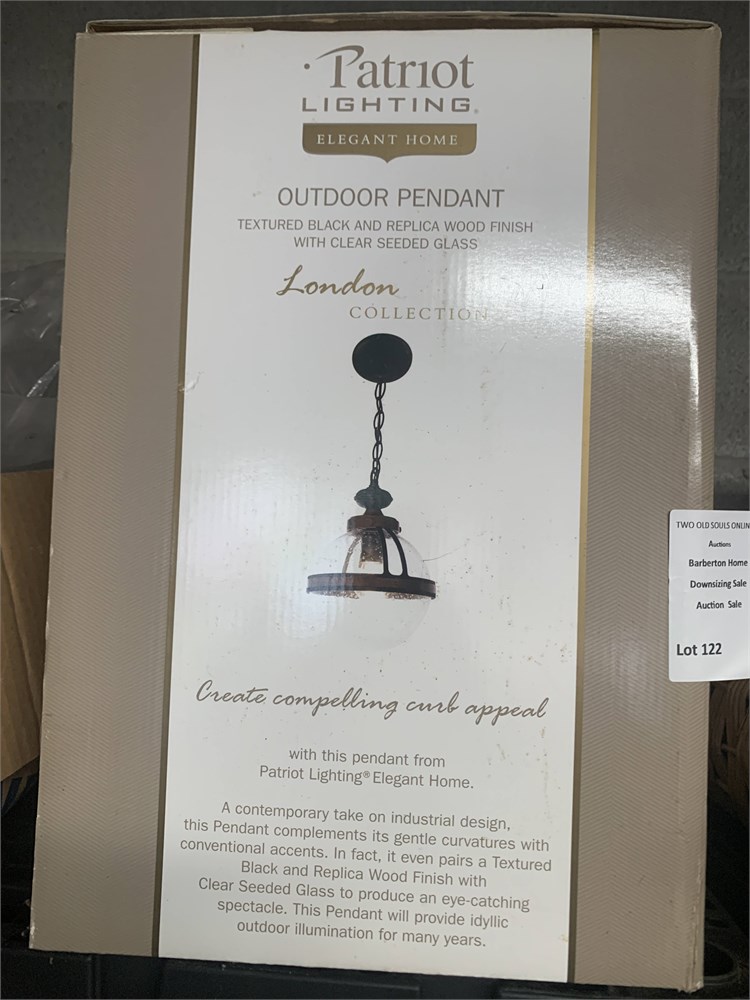 Patriot
LIGHTING®
ELEGANT HOME
OUTDOOR PENDANT
TEXTURED BLACK AND REPLICA WOOD FINISH
WITH CLEAR SEEDED GLASS
London
COLLECTION
Create compelling curb appeal
with this pendant from
Patriot Lighting® Elegant Home.
A contemporary take on industrial design,
this Pendant complements its gentle curvatures with
conventional accents. In fact, it even pairs a Textured
Black and Replica Wood Finish with
Clear Seeded Glass to produce an eye-catching
spectacle. This Pendant will provide idyllic
outdoor illumination for many years.
TWO OLD SOULS ONLIN
Auctions
Barberton Home
Downsizing Sale
Auction Sale
Lot 122